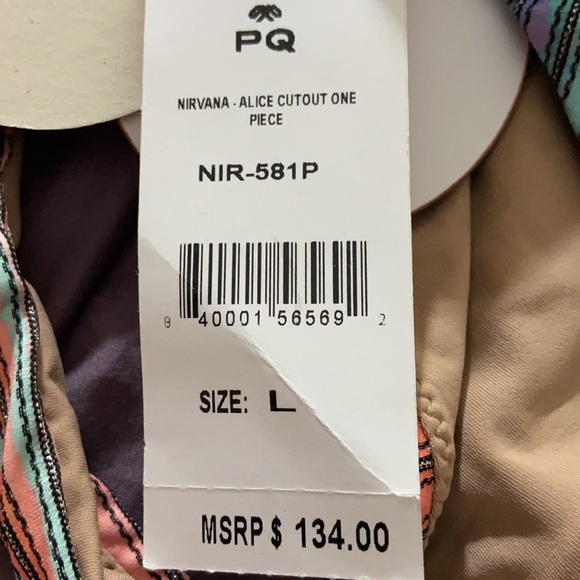 PQ
NIRVANA - ALICE CUTOUT ONE
PIECE
NIR-581P
8 40001 56569 2
SIZE: L
MSRP $ 134.00